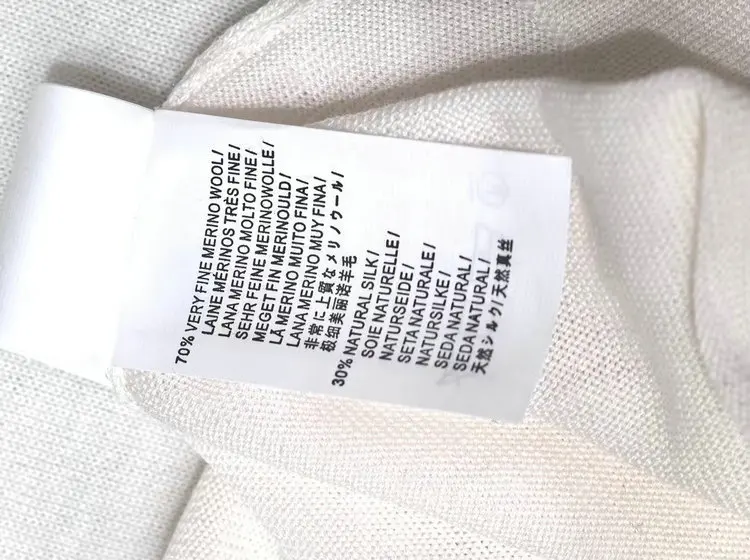 70% VERY FINE MERINO WOOL/
LAINE MÉRINOS TRÈS FINE/
LANA MERINO MOLTO FINE/
SEHR FEINE MERINOWOLLE/
MEGET FIN MERINOULD/
LÃ MERINO MUITO FINA/
LANA MERINO MUY FINA/
非常に上質なメリノウール/
极细美丽诺羊毛
30% NATURAL SILK/
SOIE NATURELLE/
NATURSEIDE/
SETA NATURALE/
NATURSILKE/
SEDA NATURAL/
SEDA NATURAL/
天然シルク/天然真丝